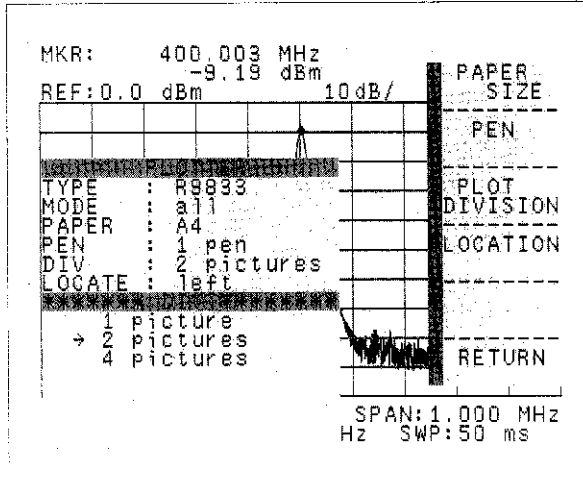 MKR: 400.003 MHz
-9.19 dBm
REF:0.0 dBm 10dB/
PLOT
TYPE : R9833
MODE : all
PAPER : A4
PEN : 1 pen
DIV : 2 pictures
LOCATE : left
1 picture
→ 2 pictures
4 pictures
PAPER
SIZE
PEN
PLOT
DIVISION
LOCATION
RETURN
SPAN:1.000 MHz
Hz SWP:50 ms